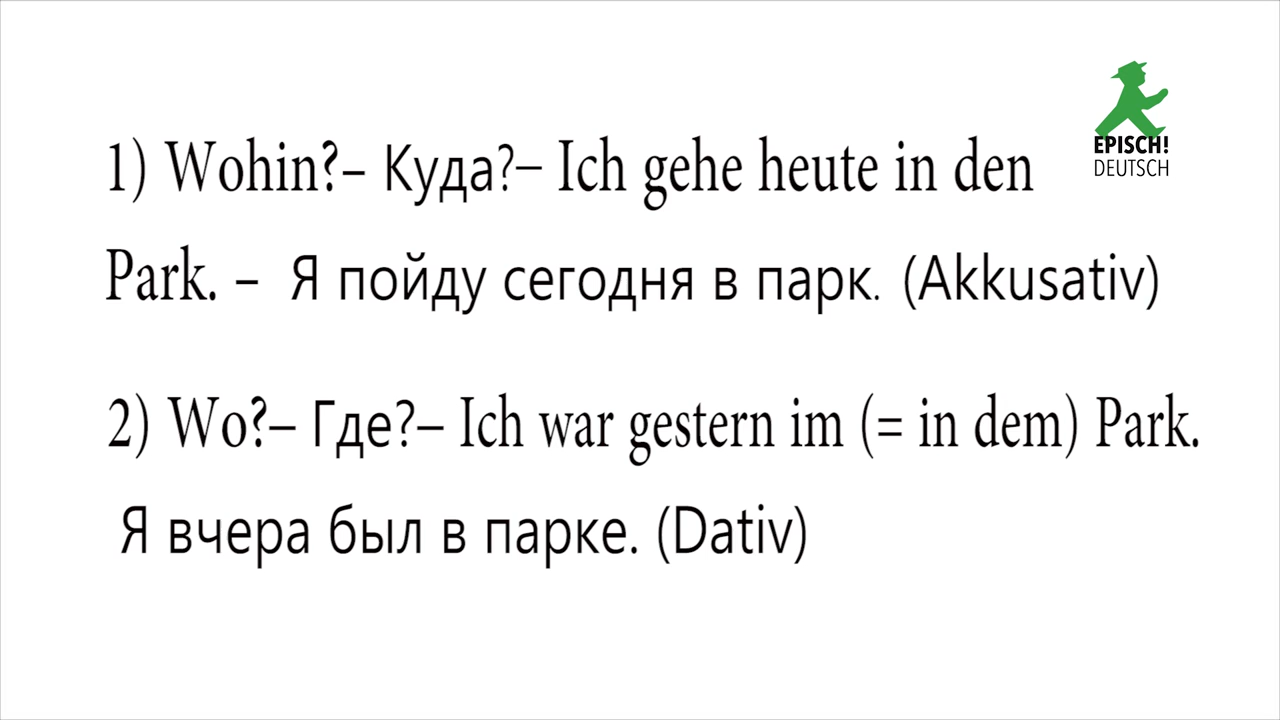 EPISCH!
DEUTSCH
1) Wohin?– Куда?– Ich gehe heute in den
Park. – Я пойду сегодня в парк. (Akkusativ)
2) Wo?– Где?– Ich war gestern im (= in dem) Park.
Я вчера был в парке. (Dativ)